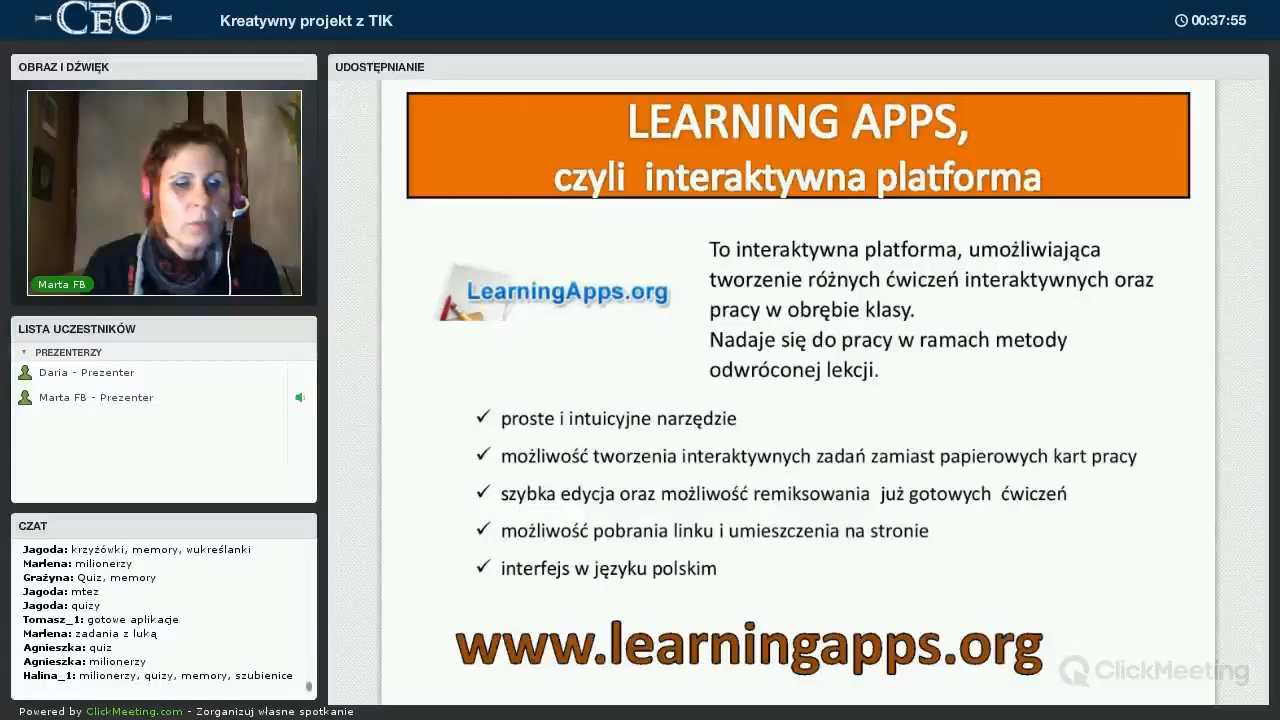 CEO
Kreatywny projekt z TIK
00:37:55
OBRAZ I DŹWIĘK
Marta FB
LISTA UCZESTNIKÓW
PREZENTERZY
Daria - Prezenter
Marta FB - Prezenter
CZAT
Jagoda: krzyżówki, memory, wukreślanki
Marlena: milionerzy
Grażyna: Quiz, memory
Jagoda: mtez
Jagoda: quizy
Tomasz_1: gotowe aplikacje
Marlena: zadania z luką
Agnieszka: quiz
Agnieszka: milionerzy
Halina_1: milionerzy, quizy, memory, szubienice
UDOSTĘPNIANIE
LEARNING APPS,
czyli interaktywna platforma
LearningApps.org
To interaktywna platforma, umożliwiająca
tworzenie różnych ćwiczeń interaktywnych oraz
pracy w obrębie klasy.
Nadaje się do pracy w ramach metody
odwróconej lekcji.
✓ proste i intuicyjne narzędzie
✓ możliwość tworzenia interaktywnych zadań zamiast papierowych kart pracy
✓ szybka edycja oraz możliwość remiksowania już gotowych ćwiczeń
✓ możliwość pobrania linku i umieszczenia na stronie
✓ interfejs w języku polskim
www.learningapps.org
ClickMeeting
Powered by ClickMeeting.com - Zorganizuj własne spotkanie